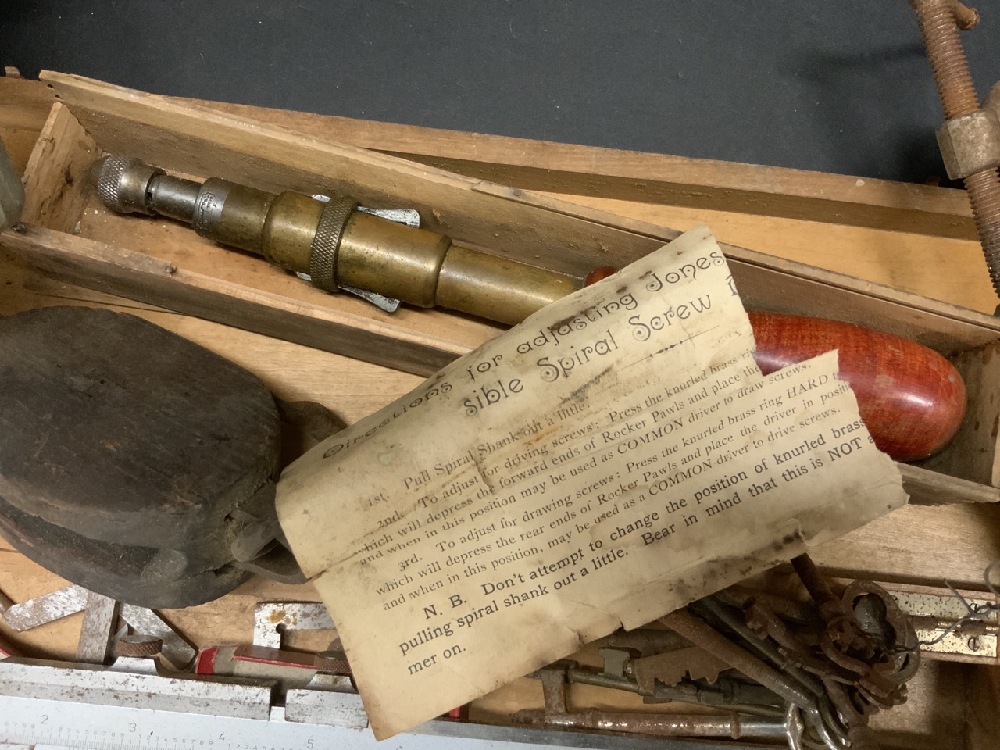 Directions for adjusting Jones
sible Spiral Screw
1st. Pull Spiral Shank out a little.
2nd. To adjust for driving screws: Press the knurled brass
which will depress the forward ends of Rocker Pawls and place the
and when in this position may be used as COMMON driver to draw screws.
3rd. To adjust for drawing screws: Press the knurled brass ring HARD
which will depress the rear ends of Rocker Pawls and place the driver in
and when in this position, may be used as a COMMON driver to drive screws.
N. B. Don't attempt to change the position of knurled brass
pulling spiral shank out a little. Bear in mind that this is NOT
mer on.
2 3 4 5